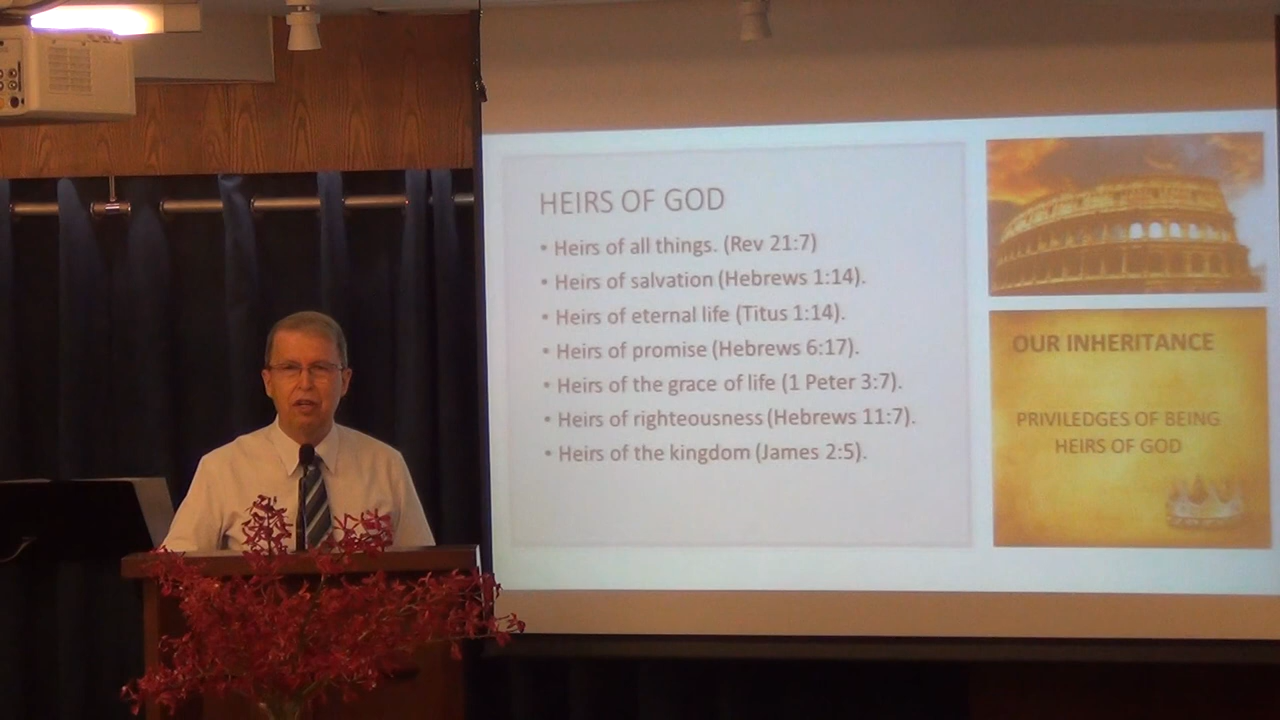 HEIRS OF GOD
• Heirs of all things. (Rev 21:7)
• Heirs of salvation (Hebrews 1:14).
• Heirs of eternal life (Titus 1:14).
• Heirs of promise (Hebrews 6:17).
• Heirs of the grace of life (1 Peter 3:7).
• Heirs of righteousness (Hebrews 11:7).
• Heirs of the kingdom (James 2:5).
OUR INHERITANCE
PRIVILEDGES OF BEING
HEIRS OF GOD